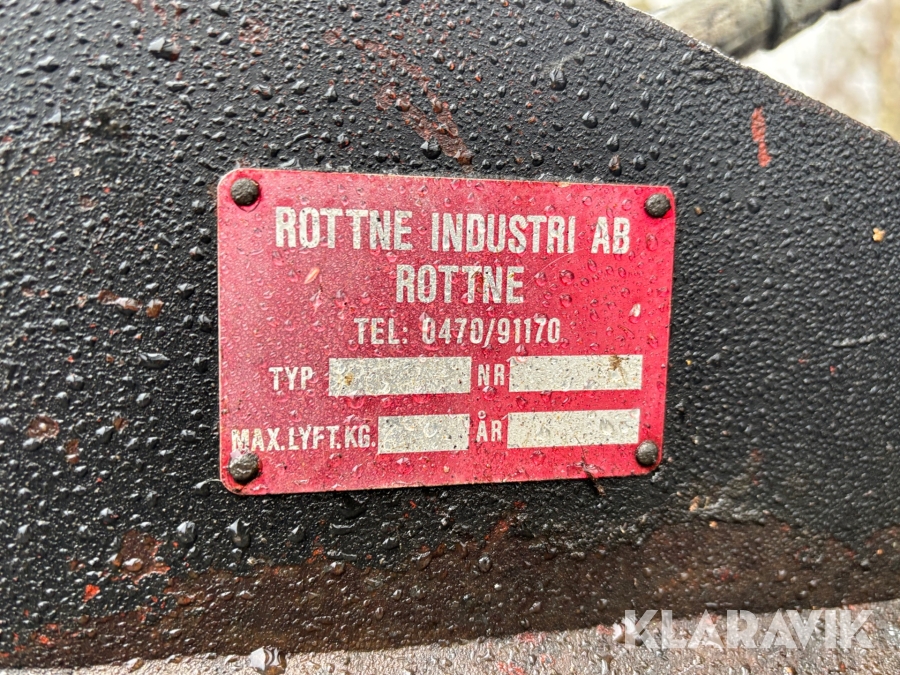 ROTTNE INDUSTRI AB
ROTTNE
TEL: 0470/91170
TYP NR
MAX.LYFT.KG. ÅR
KLARAVIK